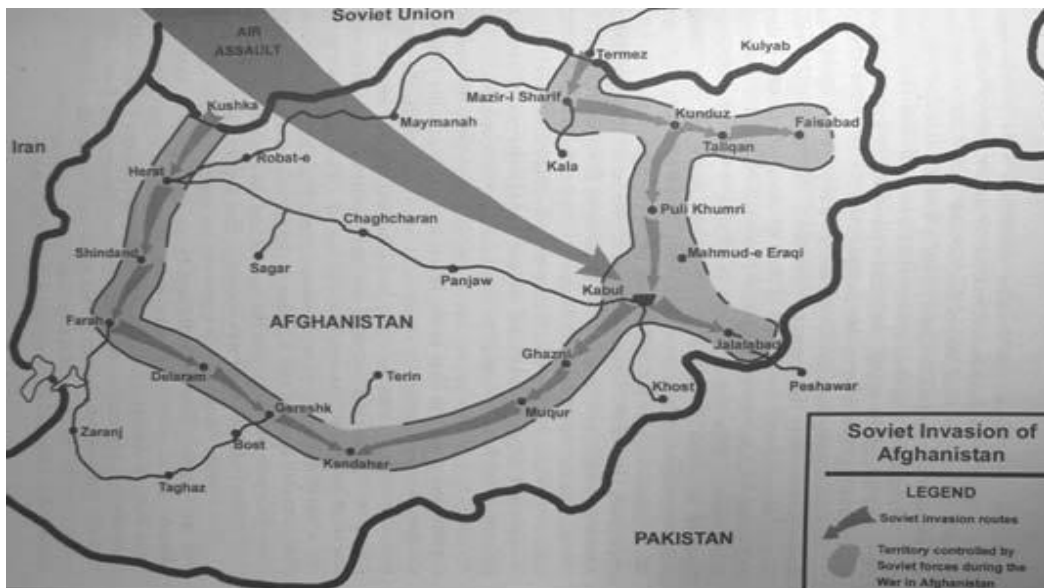 Soviet Union
AIR
ASSAULT
Termez
Kulyab
Kushka
Mazir-i Sharif
Maymanah
Kunduz
Faisabad
Taliqan
Iran
Robat-e
Kala
Herat
Chaghcharan
Puli Khumri
Shindand
Sagar
Panjaw
Mahmud-e Eraqi
Kabul
Farah
AFGHANISTAN
Jalalabad
Ghazni
Delaram
Terin
Khost
Peshawar
Gereshk
Muqur
Zaranj
Bost
Kandaher
Taghaz
PAKISTAN
Soviet Invasion of
Afghanistan
LEGEND
Soviet invasion routes
Territory controlled by
Soviet forces during the
War in Afghanistan